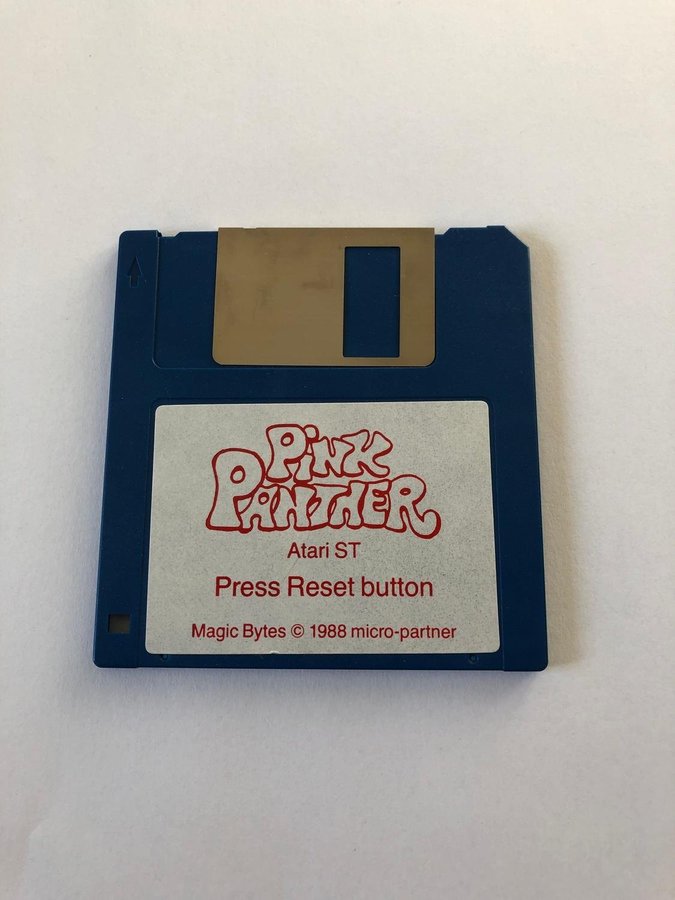 PiNK
PANTHER
Atari ST
Press Reset button
Magic Bytes © 1988 micro-partner